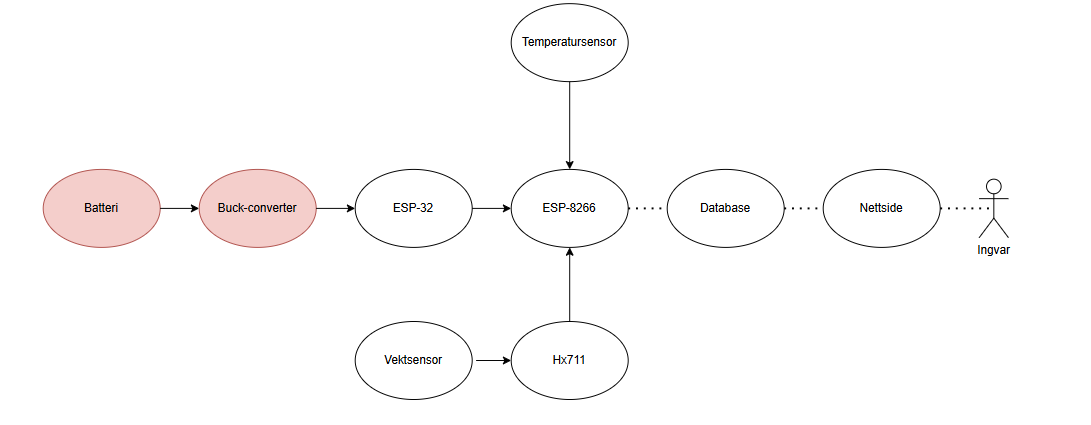 Temperatursensor
Batteri
Buck-converter
ESP-32
ESP-8266
Database
Nettside
Ingvar
Vektsensor
Hx711